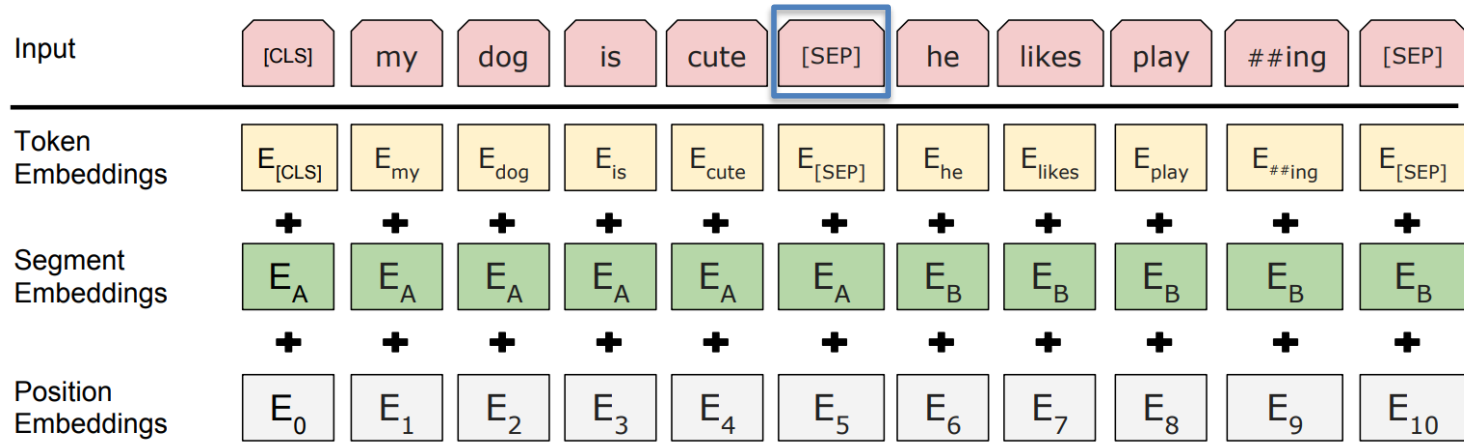 Input [CLS] my dog is cute [SEP] he likes play ##ing [SEP]
Token
Embeddings E[CLS] Emy Edog Eis Ecute E[SEP] Ehe Elikes Eplay E##ing E[SEP]
+ + + + + + + + + + +
Segment
Embeddings EA EA EA EA EA EA EB EB EB EB EB
+ + + + + + + + + + +
Position
Embeddings E0 E1 E2 E3 E4 E5 E6 E7 E8 E9 E10